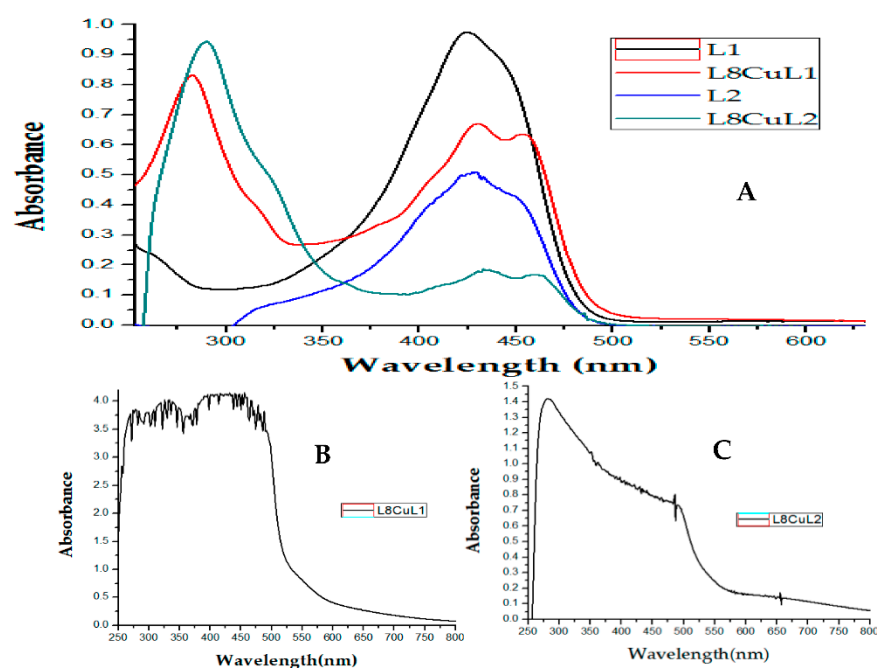 1.0
0.9
0.8
0.7
0.6
0.5
0.4
0.3
0.2
0.1
0.0
Absorbance
L1
L8CuL1
L2
L8CuL2
A
300 350 400 450 500 550 600
Wavelength (nm)
4.0
3.5
3.0
2.5
2.0
1.5
1.0
0.5
0.0
Absorbance
B
L8CuL1
250 300 350 400 450 500 550 600 650 700 750 800
Wavelength(nm)
1.5
1.4
1.3
1.2
1.1
1.0
0.9
0.8
0.7
0.6
0.5
0.4
0.3
0.2
0.1
0.0
Absorbance
C
L8CuL2
250 300 350 400 450 500 550 600 650 700 750 800
Wavelength(nm)